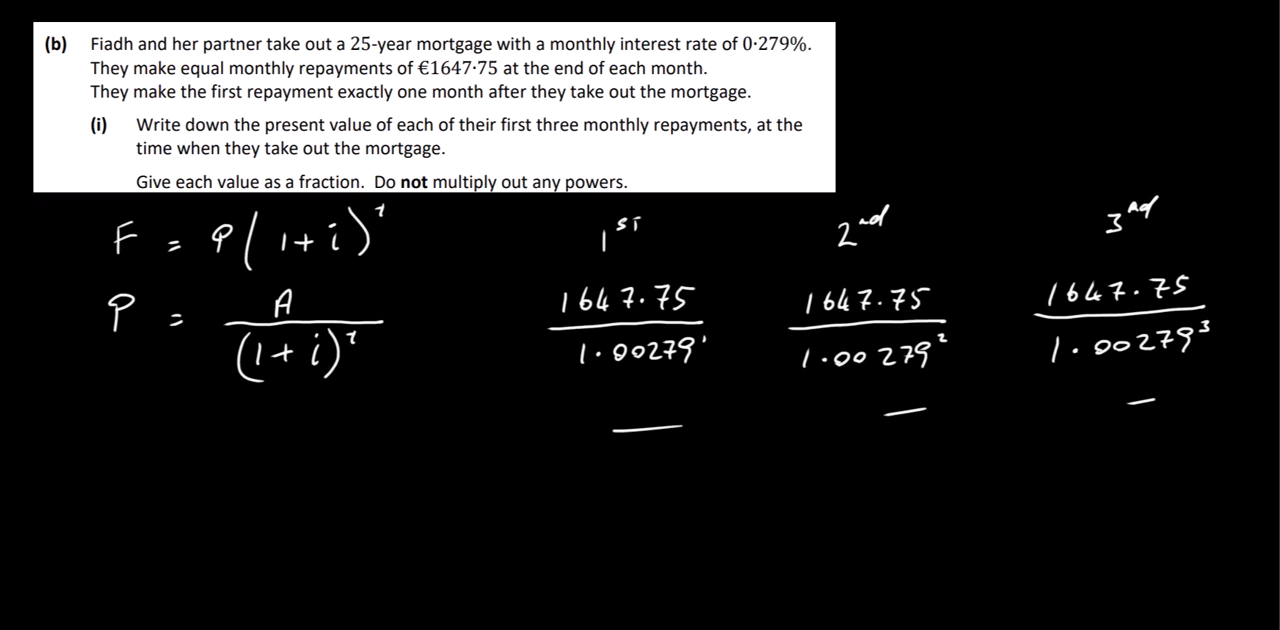 (b) Fiadh and her partner take out a 25-year mortgage with a monthly interest rate of 0·279%.
They make equal monthly repayments of €1647·75 at the end of each month.
They make the first repayment exactly one month after they take out the mortgage.
(i) Write down the present value of each of their first three monthly repayments, at the
time when they take out the mortgage.
Give each value as a fraction. Do not multiply out any powers.
F = P(1+i)^t
1st 2nd 3rd
P = A/(1+i)^t
1647.75/1.00279^1 1647.75/1.00279^2 1647.75/1.00279^3